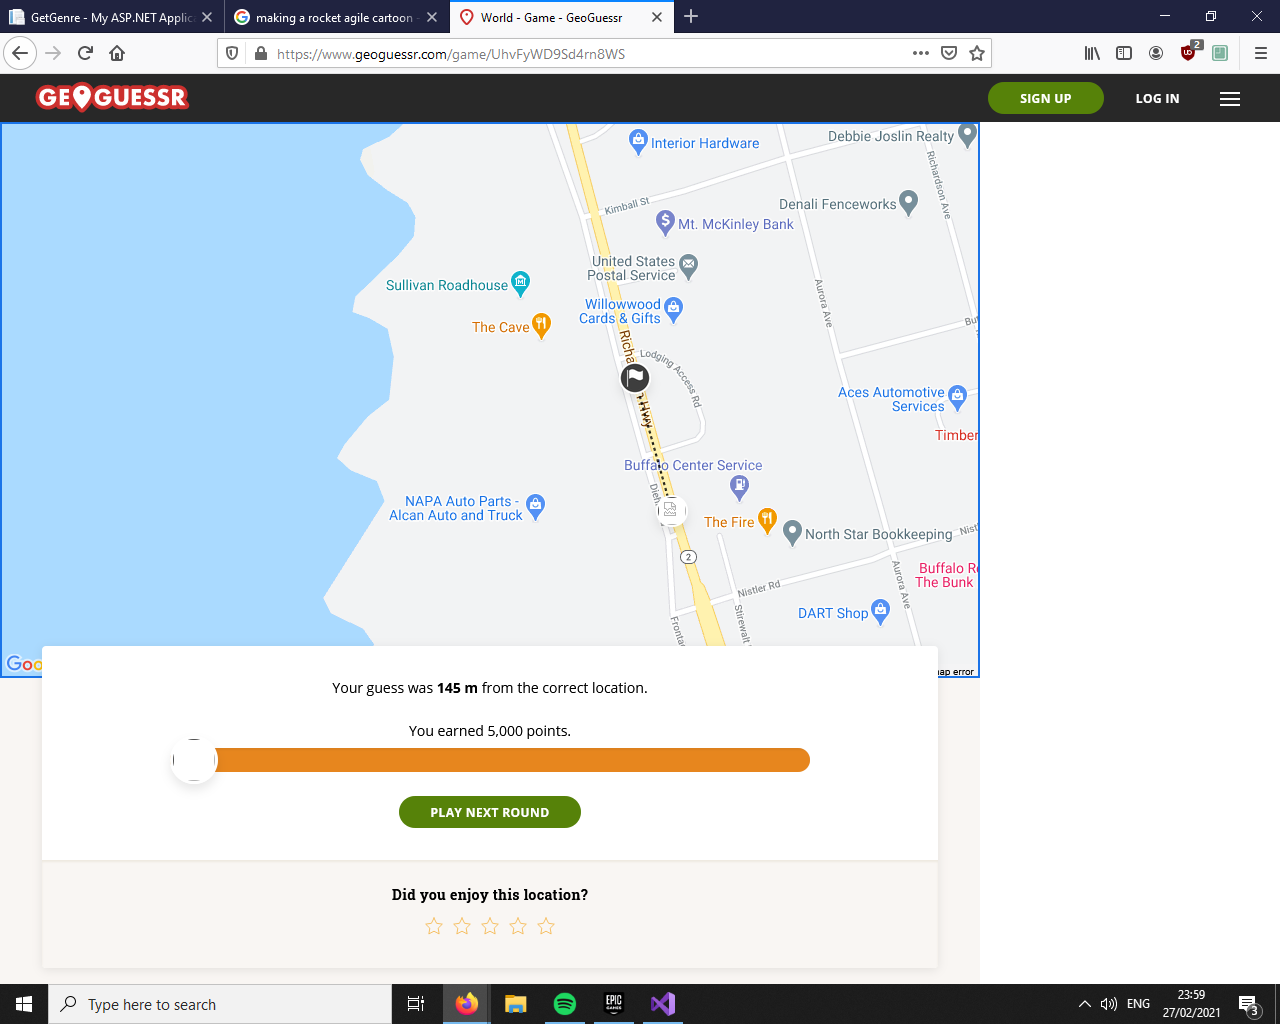 GetGenre - My ASP.NET Applic
making a rocket agile cartoon -
World - Game - GeoGuessr
https://www.geoguessr.com/game/UhvFyWD9Sd4rn8WS
2
GEOGUESSR
SIGN UP
LOG IN
Debbie Joslin Realty
Interior Hardware
Richardson Ave
Kimball St
Denali Fenceworks
Mt. McKinley Bank
United States
Postal Service
Sullivan Roadhouse
Aurora Ave
Willowwood
Cards & Gifts
The Cave
Richa
Lodging Access Rd
Hwy
Aces Automotive
Services
Timber
Buffalo Center Service
NAPA Auto Parts -
Alcan Auto and Truck
The Fire
North Star Bookkeeping
Nist
2
Aurora Ave
Buffalo R
The Bunk
Nistler Rd
DART Shop
Stirewalt
Fronta
Goo
ap error
Your guess was 145 m from the correct location.
You earned 5,000 points.
PLAY NEXT ROUND
Did you enjoy this location?
Type here to search
EPIC
GAMES
ENG
23:59
27/02/2021
3